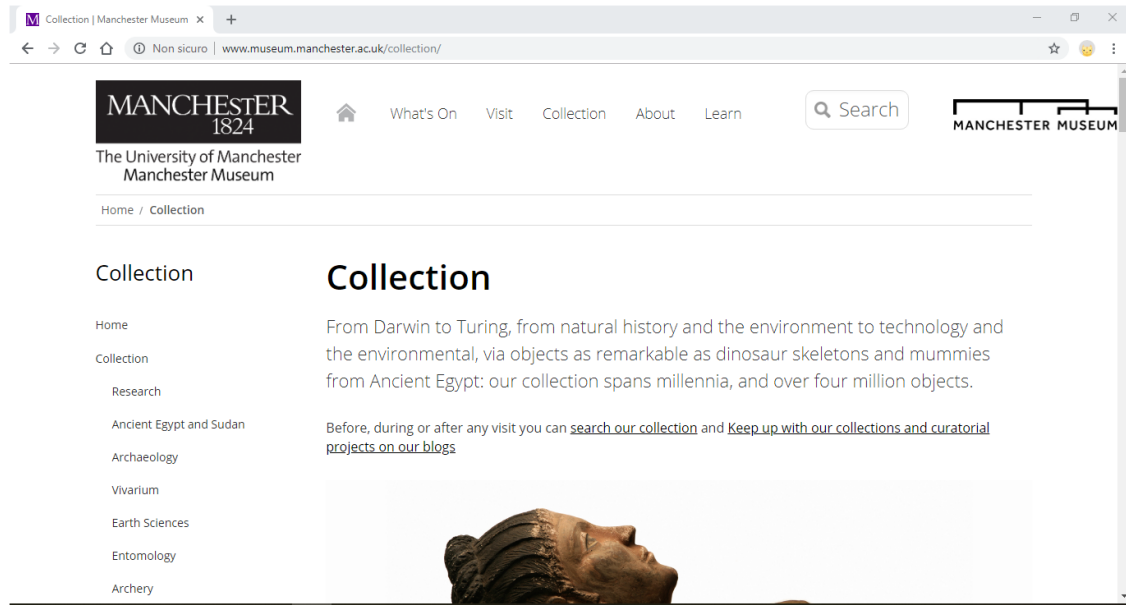 Collection | Manchester Museum
Non sicuro | www.museum.manchester.ac.uk/collection/
MANCHEstER
1824
The University of Manchester
Manchester Museum
What's On
Visit
Collection
About
Learn
Search
MANCHESTER MUSEUM
Home / Collection
Collection
Home
Collection
Research
Ancient Egypt and Sudan
Archaeology
Vivarium
Earth Sciences
Entomology
Archery
Collection
From Darwin to Turing, from natural history and the environment to technology and
the environmental, via objects as remarkable as dinosaur skeletons and mummies
from Ancient Egypt: our collection spans millennia, and over four million objects.
Before, during or after any visit you can search our collection and Keep up with our collections and curatorial
projects on our blogs